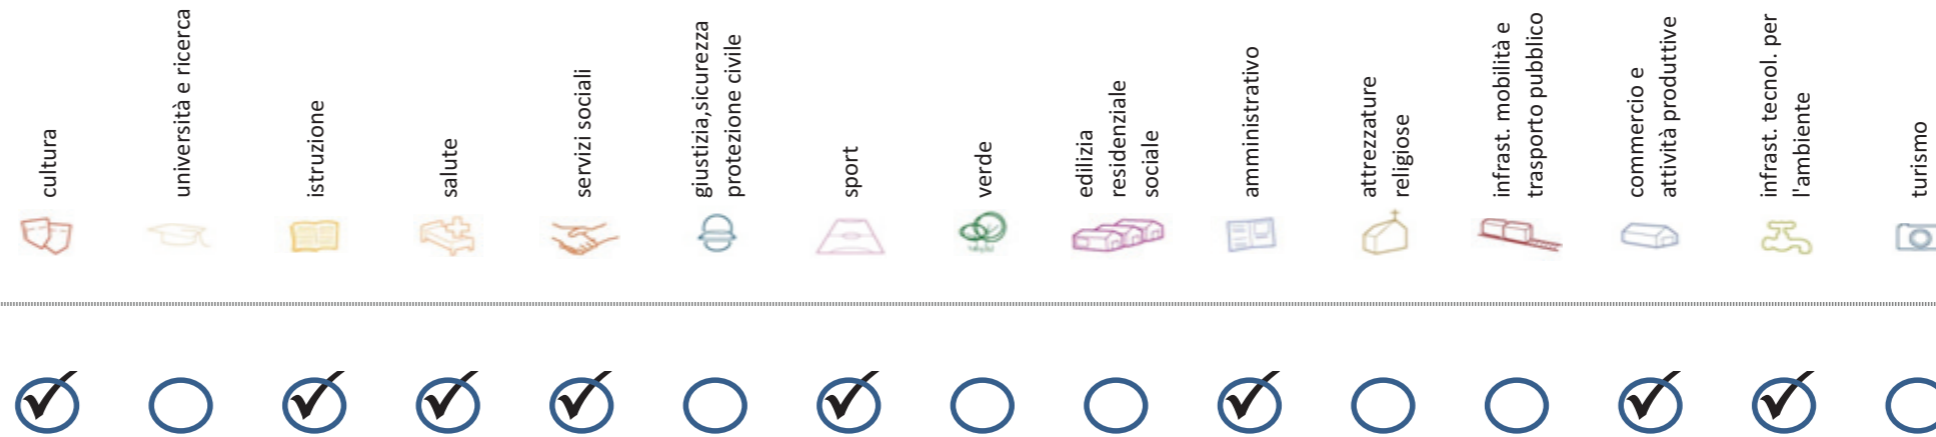 cultura
università e ricerca
istruzione
salute
servizi sociali
giustizia,sicurezza
protezione civile
sport
verde
edilizia
residenziale
sociale
amministrativo
attrezzature
religiose
infrast. mobilità e
trasporto pubblico
commercio e
attività produttive
infrast. tecnol. per
l'ambiente
turismo